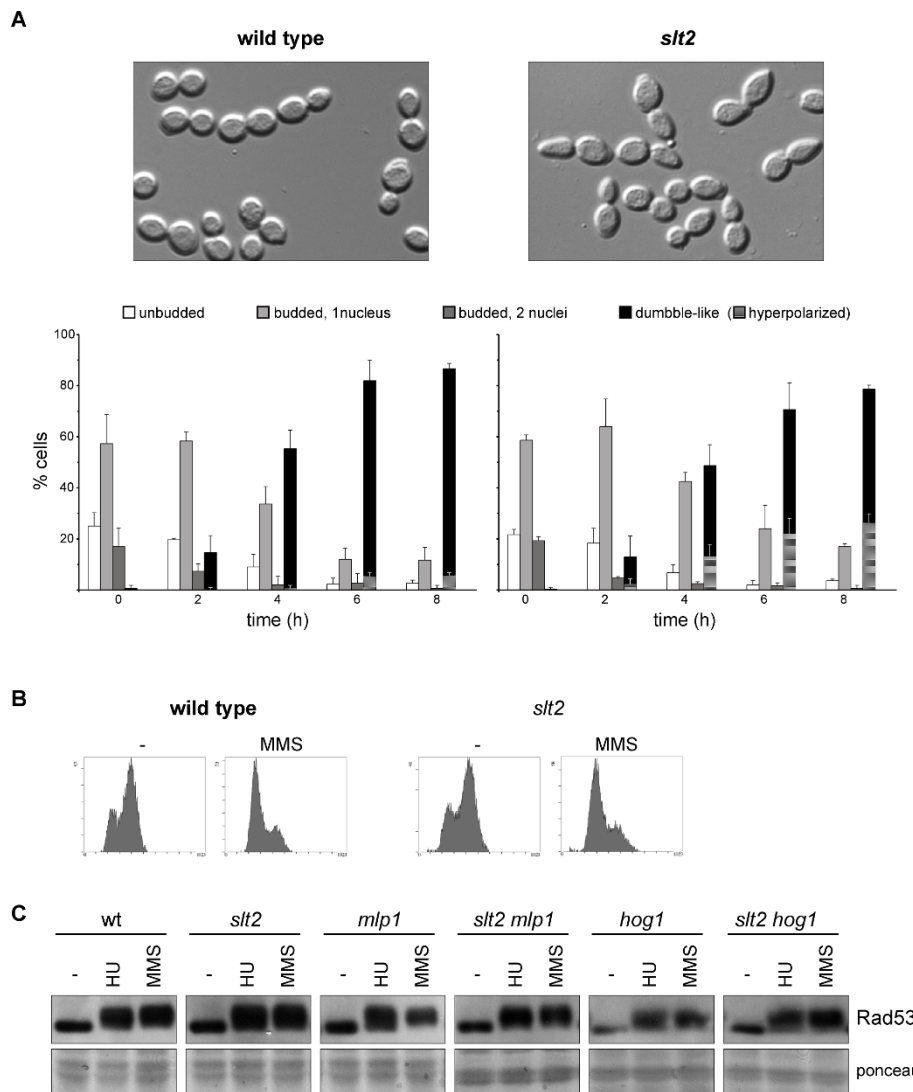 A
wild type
slt2
unbudded
budded, 1nucleus
budded, 2 nuclei
dumbble-like (
hyperpolarized)
100
80
60
40
20
% cells
0 2 4 6 8
0 2 4 6 8
time (h)
time (h)
B
wild type
slt2
-
MMS
-
MMS
C
wt
slt2
mlp1
slt2 mlp1
hog1
slt2 hog1
- HU MMS
- HU MMS
- HU MMS
- HU MMS
- HU MMS
- HU MMS
Rad53
ponceau